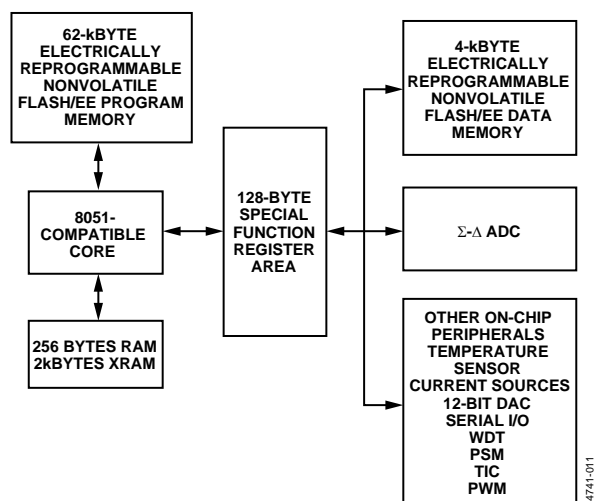 62-kBYTE
ELECTRICALLY
REPROGRAMMABLE
NONVOLATILE
FLASH/EE PROGRAM
MEMORY
8051-
COMPATIBLE
CORE
256 BYTES RAM
2kBYTES XRAM
128-BYTE
SPECIAL
FUNCTION
REGISTER
AREA
4-kBYTE
ELECTRICALLY
REPROGRAMMABLE
NONVOLATILE
FLASH/EE DATA
MEMORY
Σ-Δ ADC
OTHER ON-CHIP
PERIPHERALS
TEMPERATURE
SENSOR
CURRENT SOURCES
12-BIT DAC
SERIAL I/O
WDT
PSM
TIC
PWM
4741-011